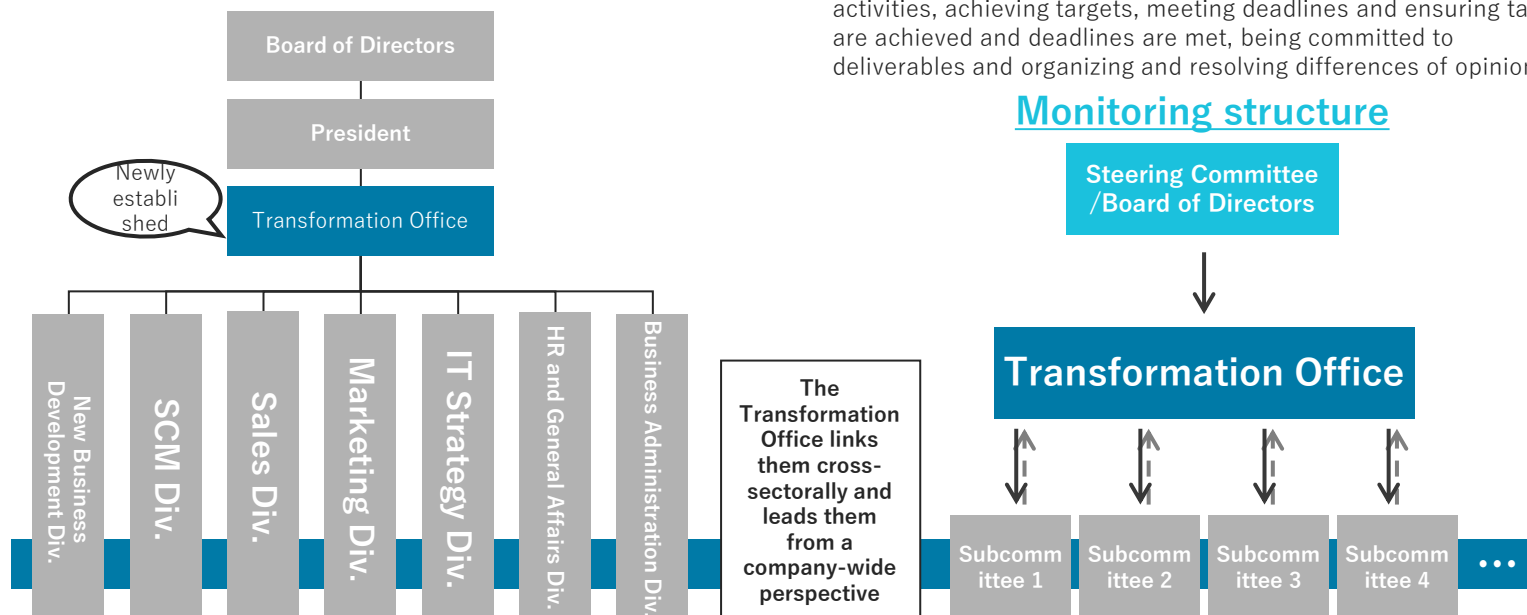 activities, achieving targets, meeting deadlines and ensuring ta
are achieved and deadlines are met, being committed to
deliverables and organizing and resolving differences of opinion
Board of Directors
President
Newly
establi
shed
Transformation Office
New Business
Development Div.
SCM Div.
Sales Div.
Marketing Div.
IT Strategy Div.
HR and General Affairs Div.
Business Administration Div.
The
Transformation
Office links
them cross-
sectorally and
leads them
from a
company-wide
perspective
Monitoring structure
Steering Committee
/Board of Directors
Transformation Office
Subcomm
ittee 1
Subcomm
ittee 2
Subcomm
ittee 3
Subcomm
ittee 4
•••